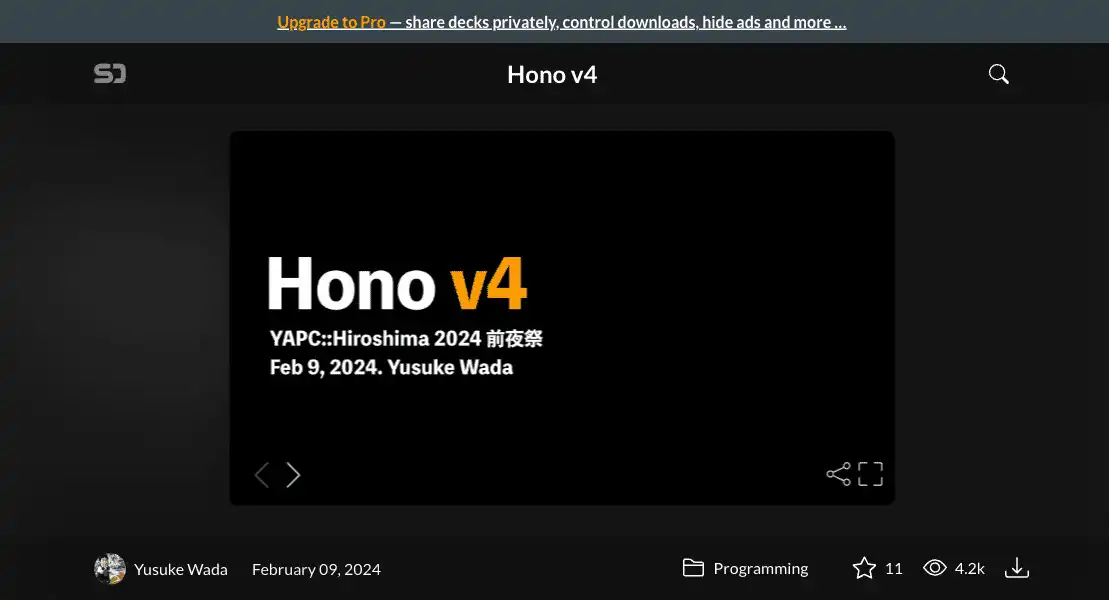 Upgrade to Pro — share decks privately, control downloads, hide ads and more …
Hono v4
Hono v4
YAPC::Hiroshima 2024 前夜祭
Feb 9, 2024. Yusuke Wada
Yusuke Wada February 09, 2024 Programming 11 4.2k